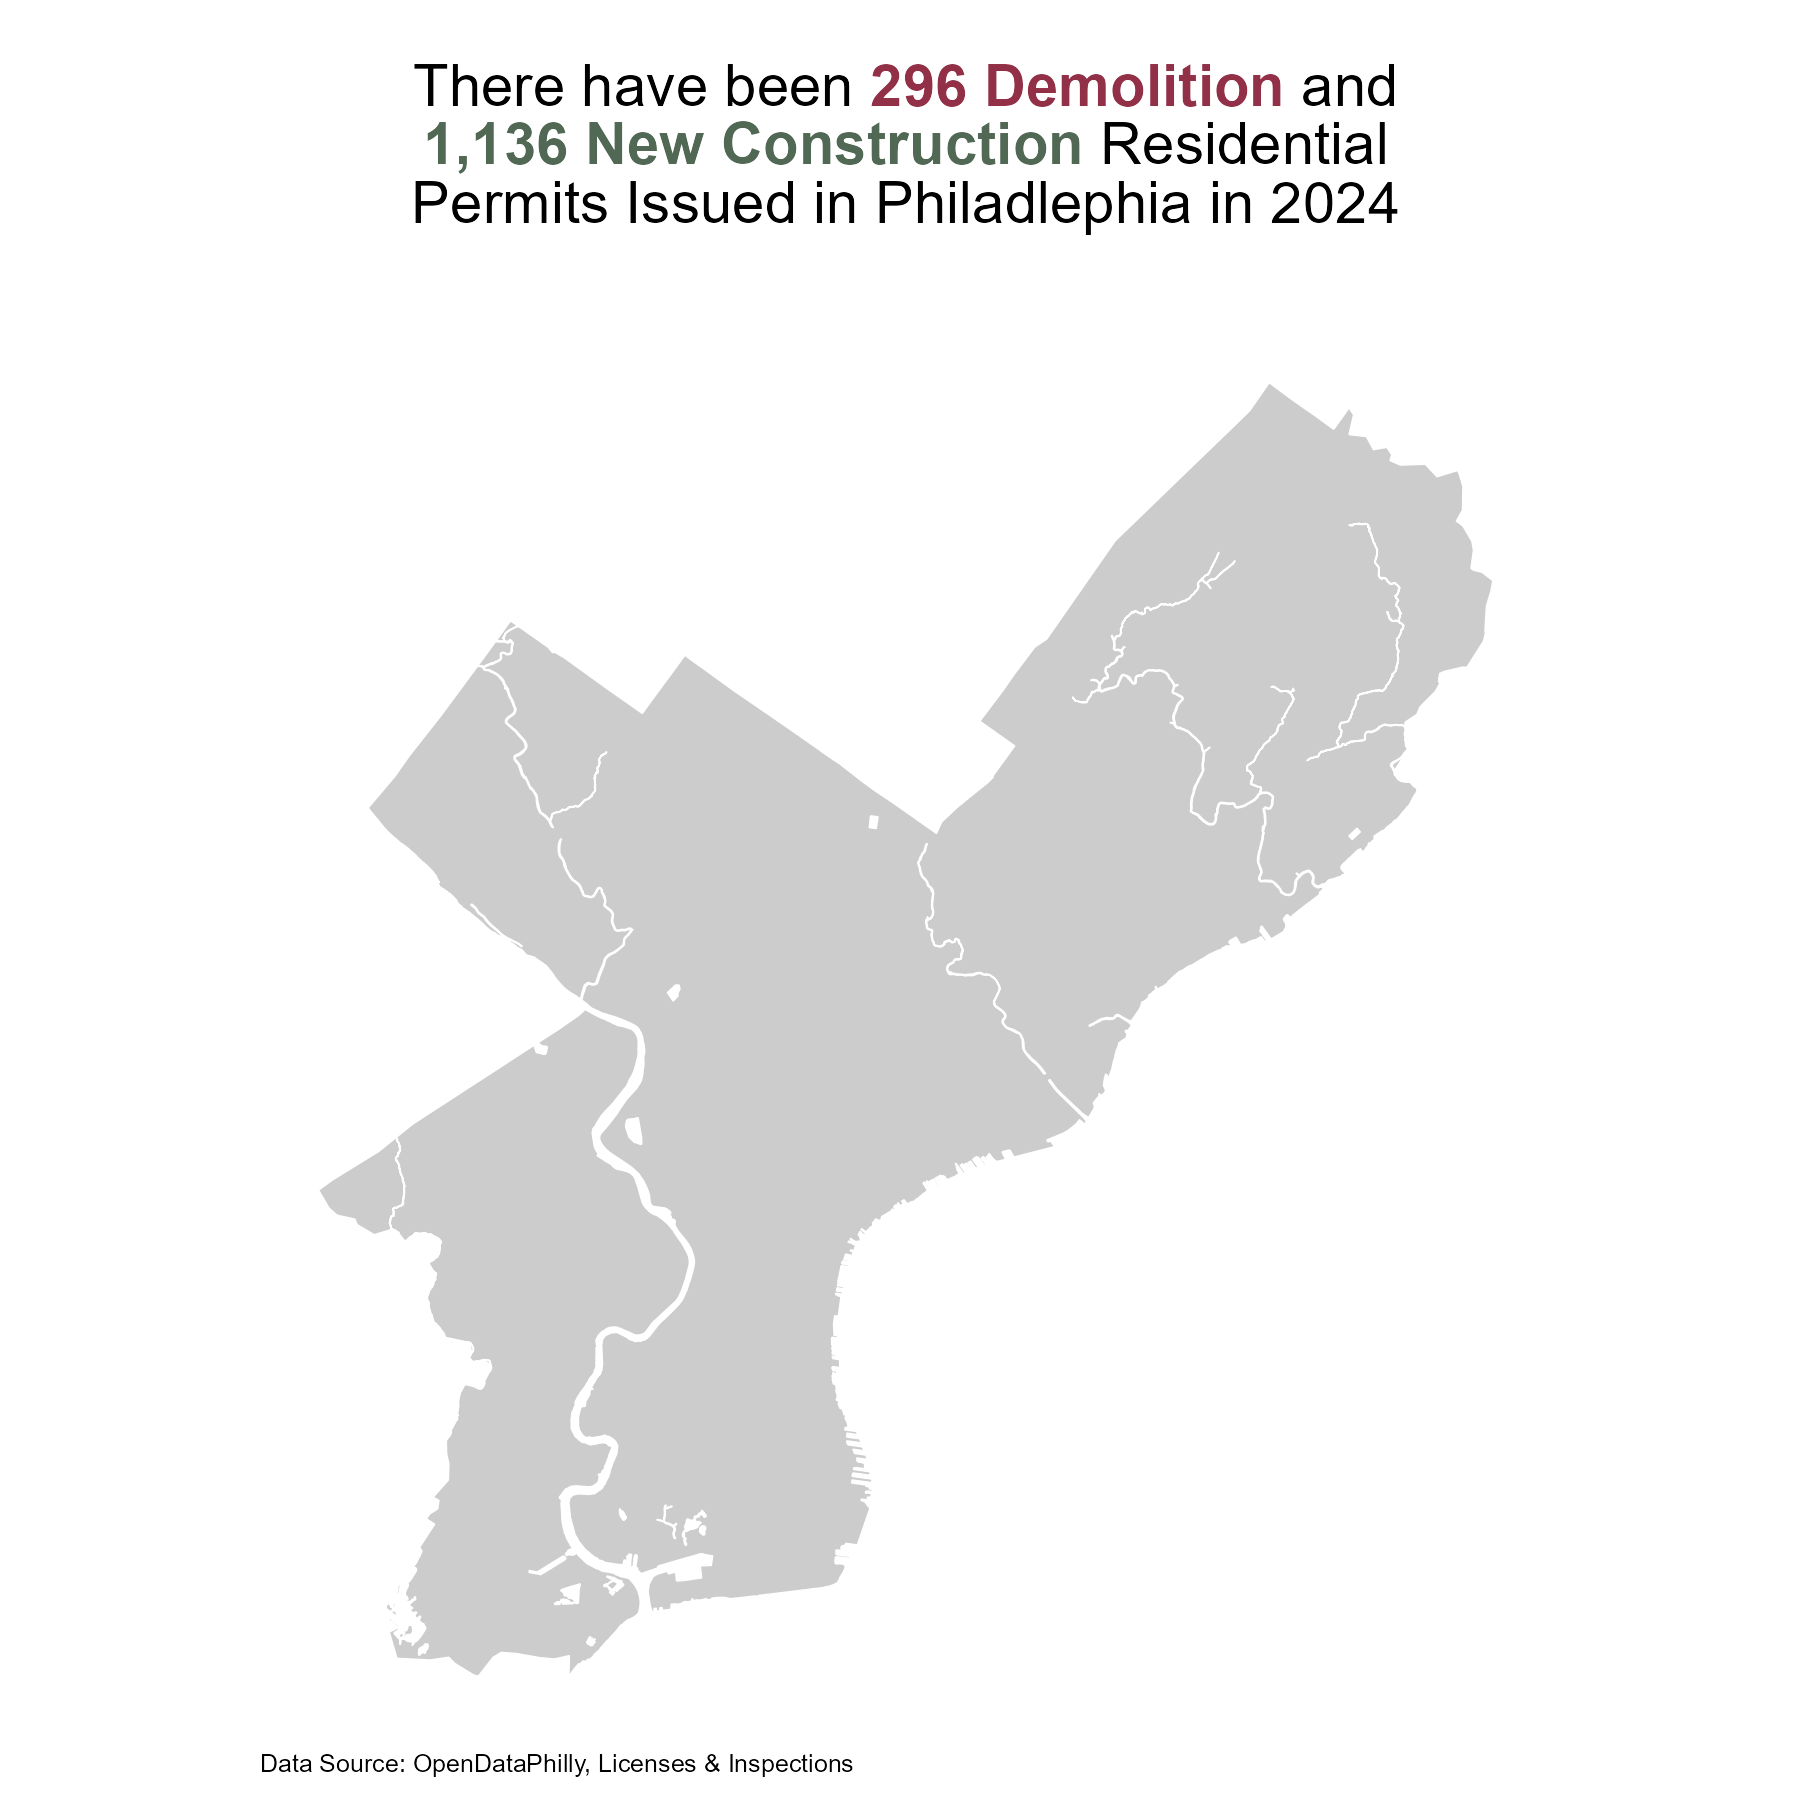 There have been 296 Demolition and
1,136 New Construction Residential
Permits Issued in Philadlephia in 2024
Data Source: OpenDataPhilly, Licenses & Inspections